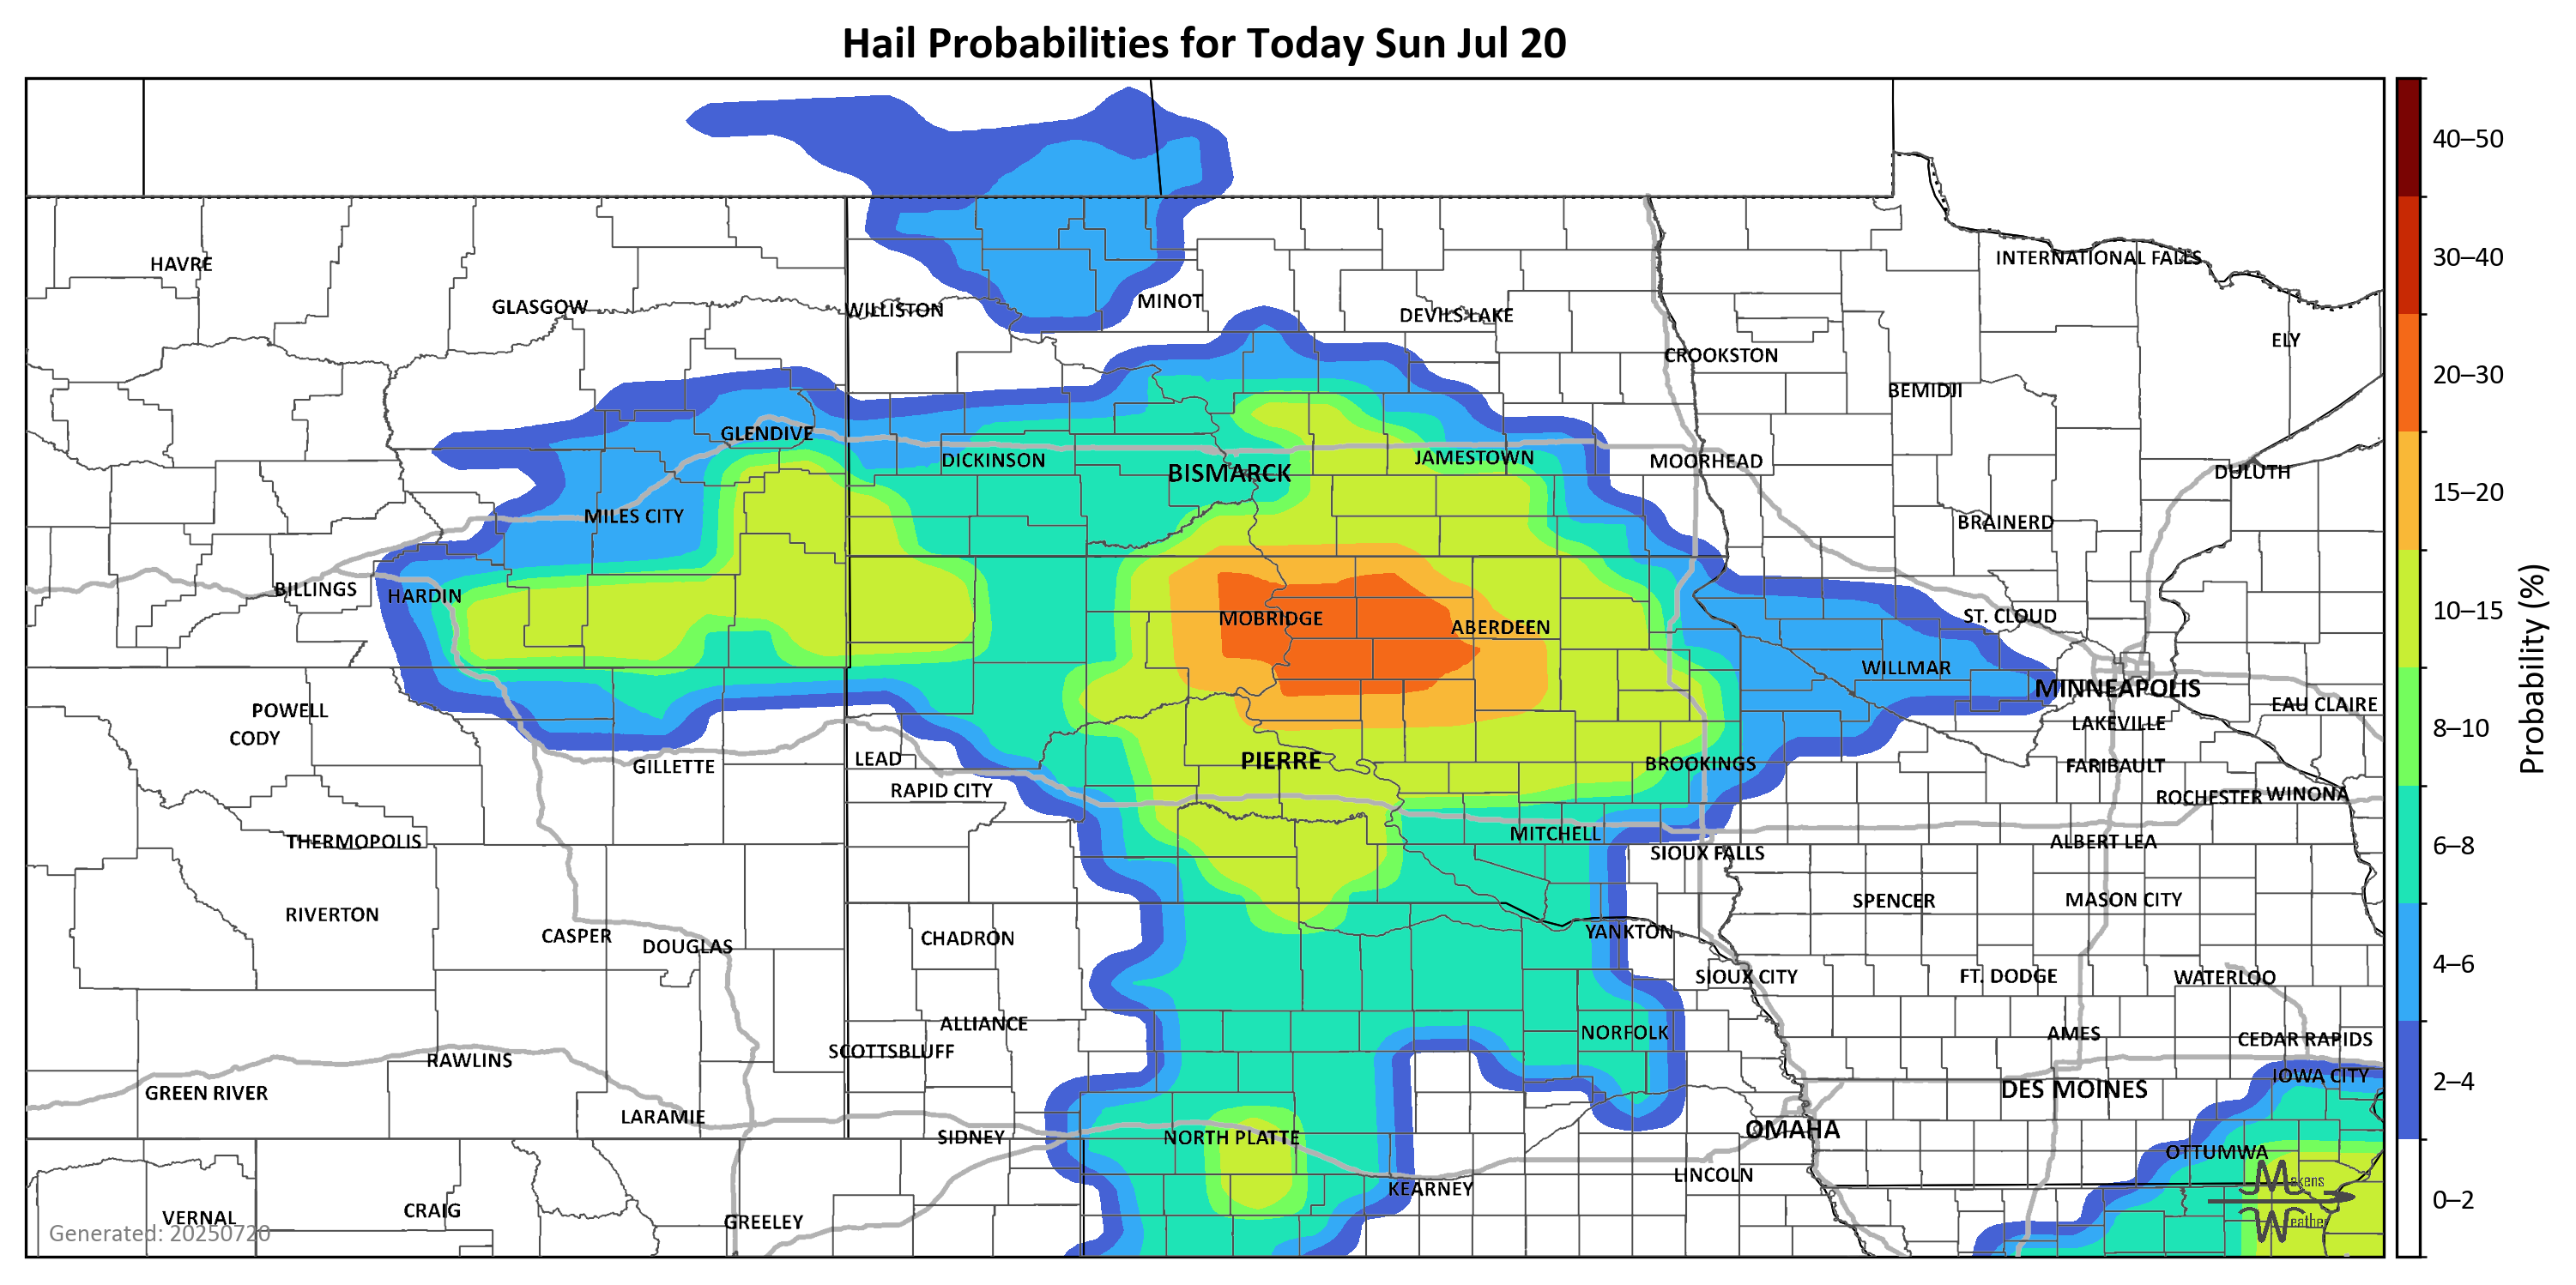 Hail Probabilities for Today Sun Jul 20
40–50
INTERNATIONAL FALLS
30–40
HAVRE
MINOT
GLASGOW
WILLISTON
DEVILS LAKE
ELY
CROOKSTON
20–30
BEMIDJI
GLENDIVE
DICKINSON
JAMESTOWN
MOORHEAD
BISMARCK
DULUTH
15–20
MILES CITY
BRAINERD
BILLINGS
HARDIN
MOBRIDGE
ABERDEEN
ST. CLOUD
10–15
WILLMAR
MINNEAPOLIS
EAU CLAIRE
POWELL
LAKEVILLE
8–10
CODY
Probability (%)
LEAD
PIERRE
BROOKINGS
GILLETTE
FARIBAULT
RAPID CITY
ROCHESTER
WINONA
MITCHELL
THERMOPOLIS
ALBERT LEA
6–8
SIOUX FALLS
SPENCER
MASON CITY
RIVERTON
CASPER
DOUGLAS
CHADRON
YANKTON
4–6
SIOUX CITY
FT. DODGE
WATERLOO
ALLIANCE
NORFOLK
AMES
CEDAR RAPIDS
SCOTTSBLUFF
RAWLINS
IOWA CITY
2–4
GREEN RIVER
DES MOINES
LARAMIE
OMAHA
SIDNEY
NORTH PLATTE
OTTUMWA
LINCOLN
KEARNEY
Makens
0–2
CRAIG
VERNAL
GREELEY
Weather
Generated: 20250720